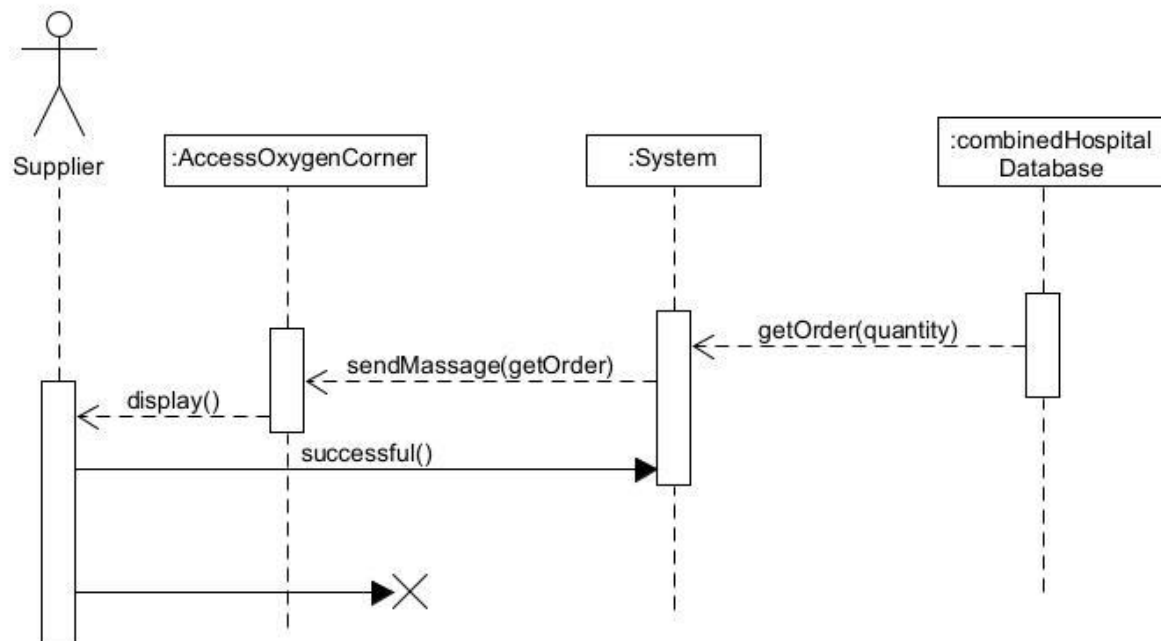 Supplier
:AccessOxygenCorner
:System
:combinedHospital
Database
getOrder(quantity)
sendMassage(getOrder)
display()
successful()